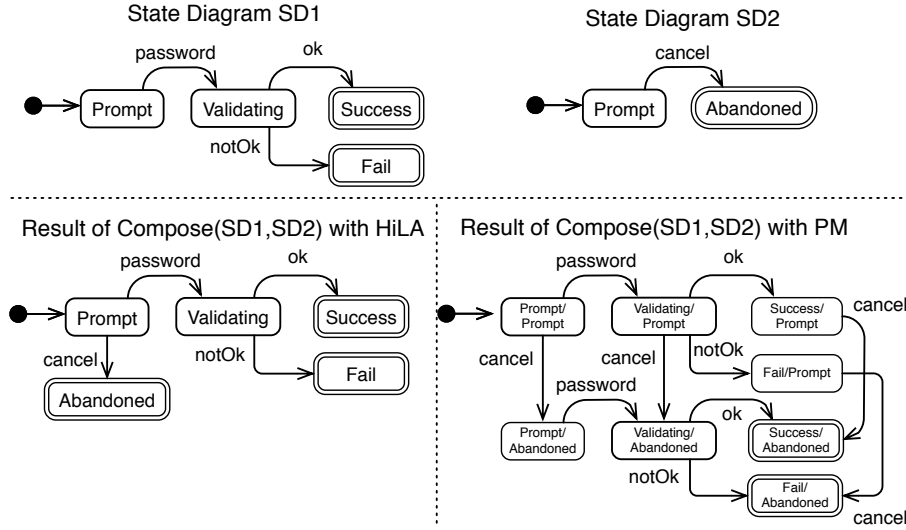 State Diagram SD1
password
ok
Prompt
Validating
Success
notOk
Fail
State Diagram SD2
cancel
Prompt
Abandoned
Result of Compose(SD1,SD2) with HiLA
password
ok
Prompt
Validating
Success
cancel
notOk
Fail
Abandoned
Result of Compose(SD1,SD2) with PM
password
ok
Prompt/
Prompt
Validating/
Prompt
Success/
Prompt
cancel
cancel
cancel
notOk
Fail/Prompt
password
ok
Prompt/
Abandoned
Validating/
Abandoned
Success/
Abandoned
notOk
Fail/
Abandoned
cancel